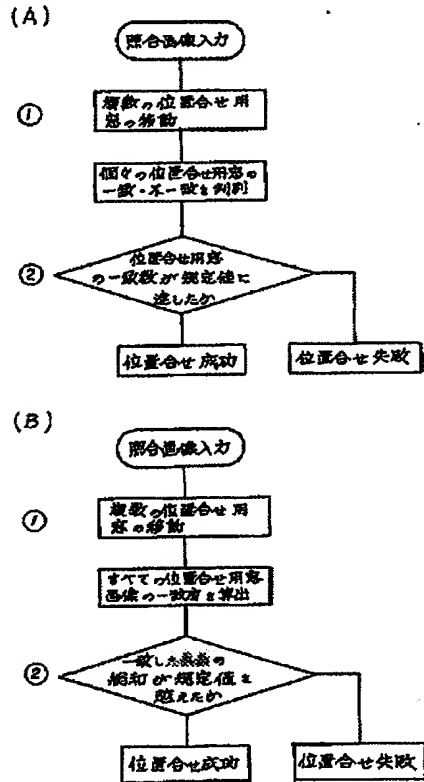 (A)
照合画像入力
①
複数の位置合せ用
窓の移動
個々の位置合せ用窓の
一致・不一致を判別
②
位置合せ用窓
の一致数が規定値に
達したか
位置合せ成功
位置合せ失敗
(B)
照合画像入力
①
複数の位置合せ用
窓の移動
すべての位置合せ用窓
画像の一致度を算出
②
一致した
総和が規定値を
超えたか
位置合せ成功
位置合せ失敗